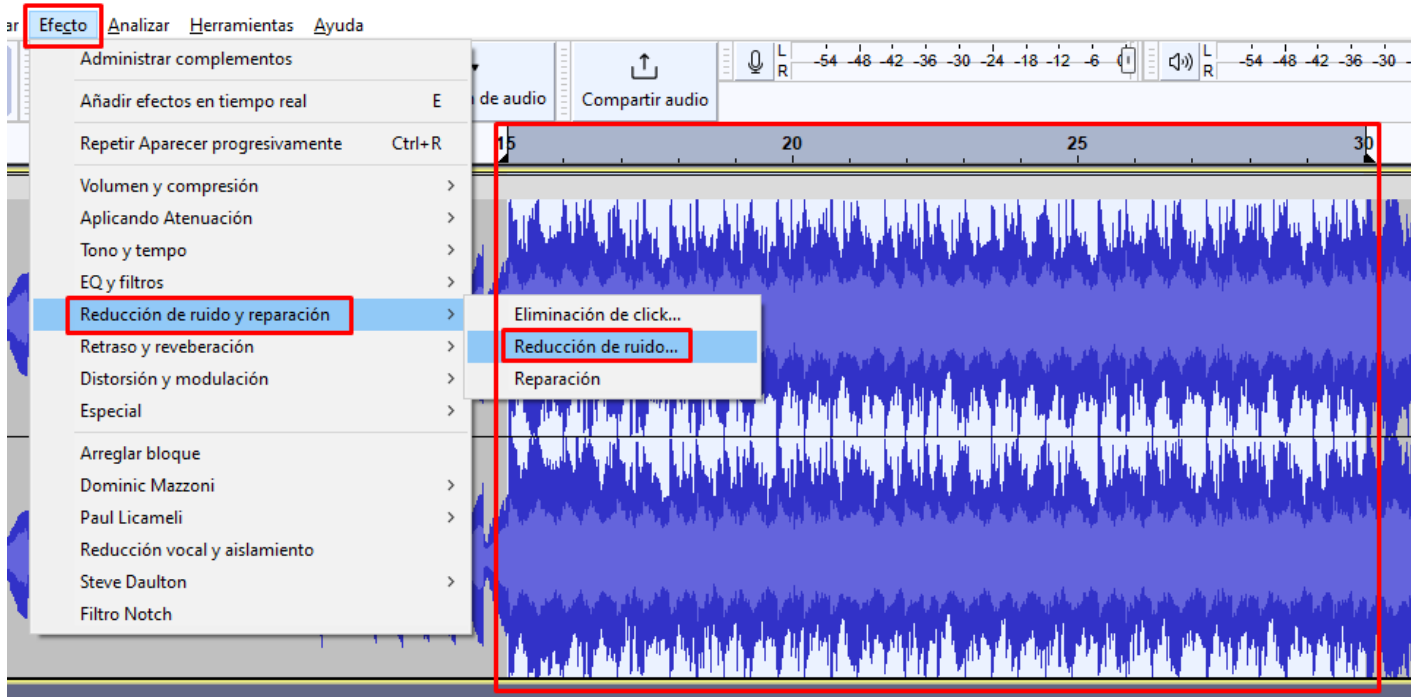 ar Efecto Analizar Herramientas Ayuda
Administrar complementos
Añadir efectos en tiempo real E
Repetir Aparecer progresivamente Ctrl+R
Volumen y compresión
Aplicando Atenuación
Tono y tempo
EQ y filtros
Reducción de ruido y reparación
Retraso y reveberación
Distorsión y modulación
Especial
Arreglar bloque
Dominic Mazzoni
Paul Licameli
Reducción vocal y aislamiento
Steve Daulton
Filtro Notch
Eliminación de click...
Reducción de ruido...
Reparación
de audio
Compartir audio
L
R
-54 -48 -42 -36 -30 -24 -18 -12 -6
L
R
-54 -48 -42 -36 -30
15 20 25 30